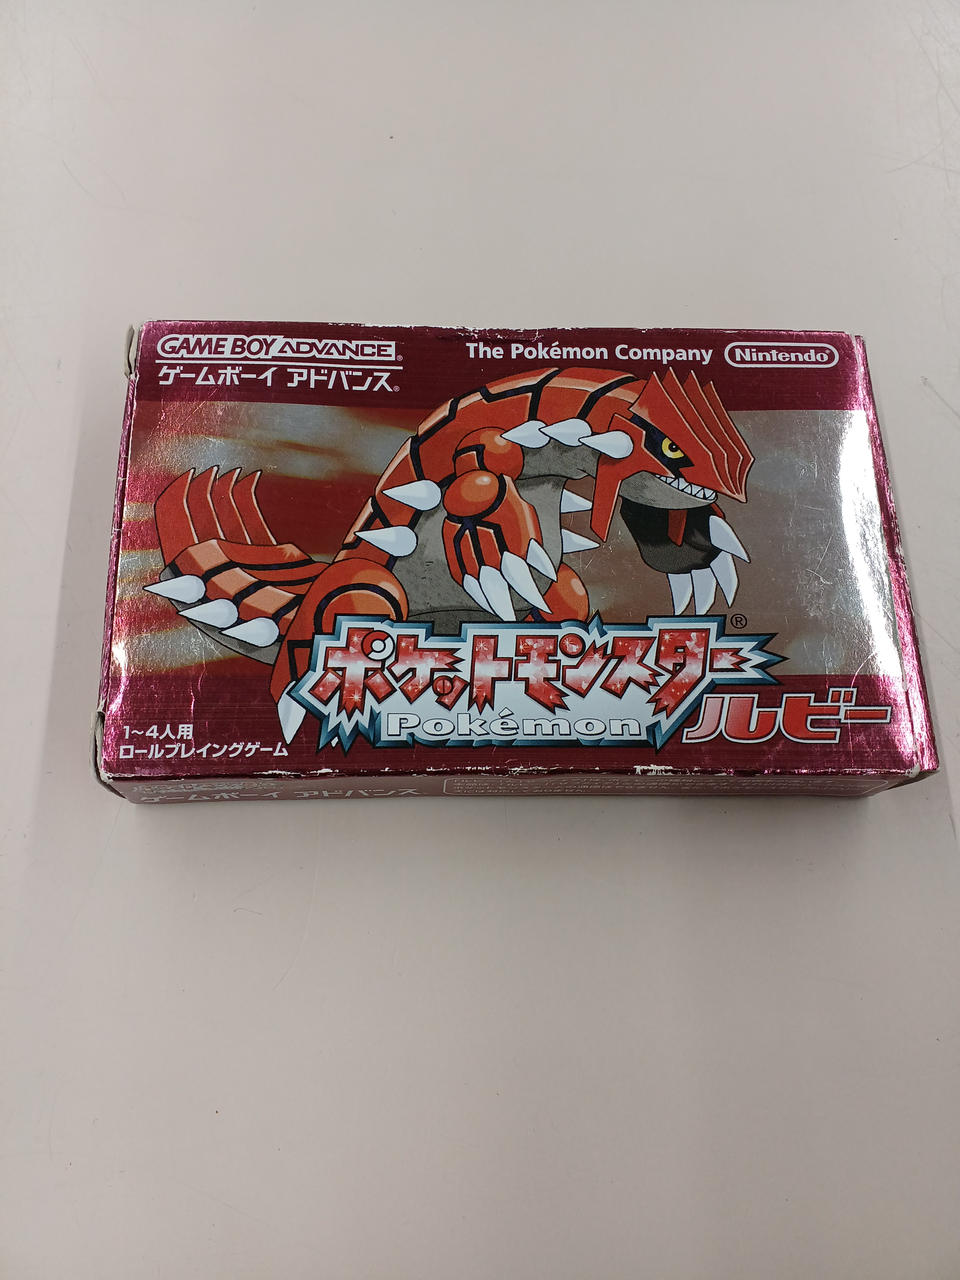 GAME BOY ADVANCE
ゲームボーイ アドバンス
The Pokémon Company
Nintendo
ポケットモンスター
Pokémon
ルビー
1~4人用
ロールプレイングゲーム
ゲームボーイ アドバンス